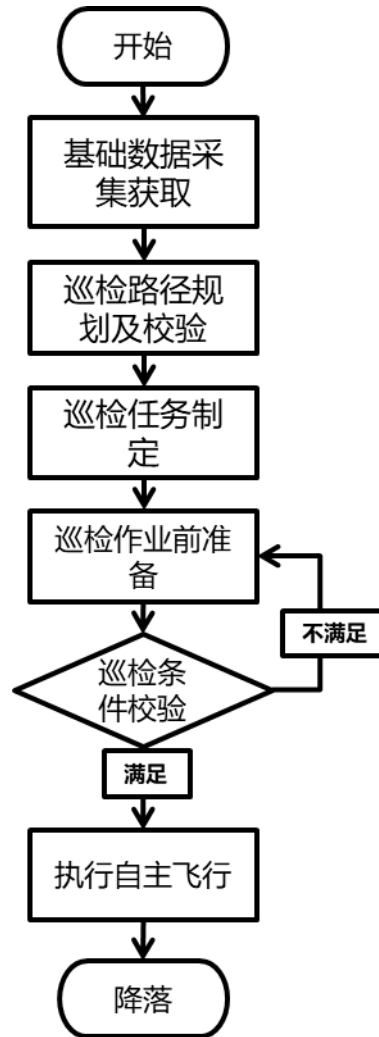 开始
基础数据采
集获取
巡检路径规
划及校验
巡检任务制
定
巡检作业前准
备
不满足
巡检条
件校验
满足
执行自主飞行
降落